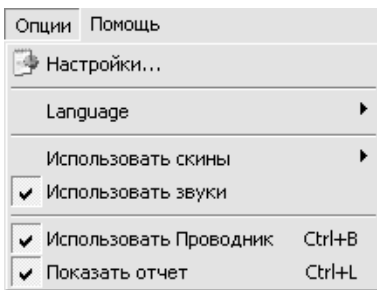 Опции Помощь
Настройки...
Language
Использовать скины
Использовать звуки
Использовать Проводник Ctrl+B
Показать отчет Ctrl+L